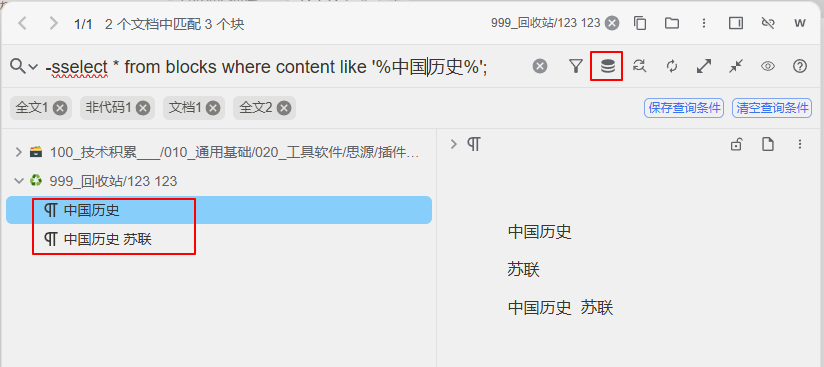 1/1 2 个文档中匹配 3 个块 999_回收站/123 123 W
-sselect * from blocks where content like '%中国历史%';
全文1 非代码1 文档1 全文2 保存查询条件 清空查询条件
100_技术积累___/010_通用基础/020_工具软件/思源/插件...
999_回收站/123 123
中国历史
中国历史 苏联
中国历史
苏联
中国历史 苏联